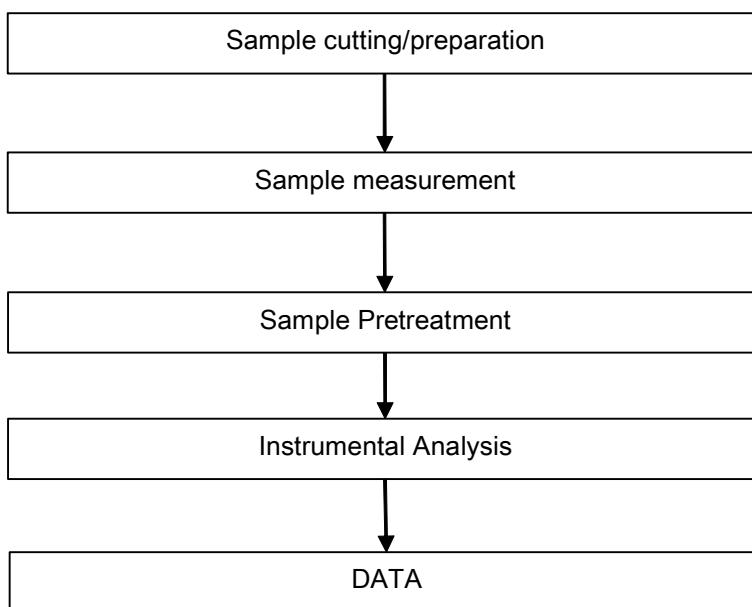 Sample cutting/preparation
Sample measurement
Sample Pretreatment
Instrumental Analysis
DATA